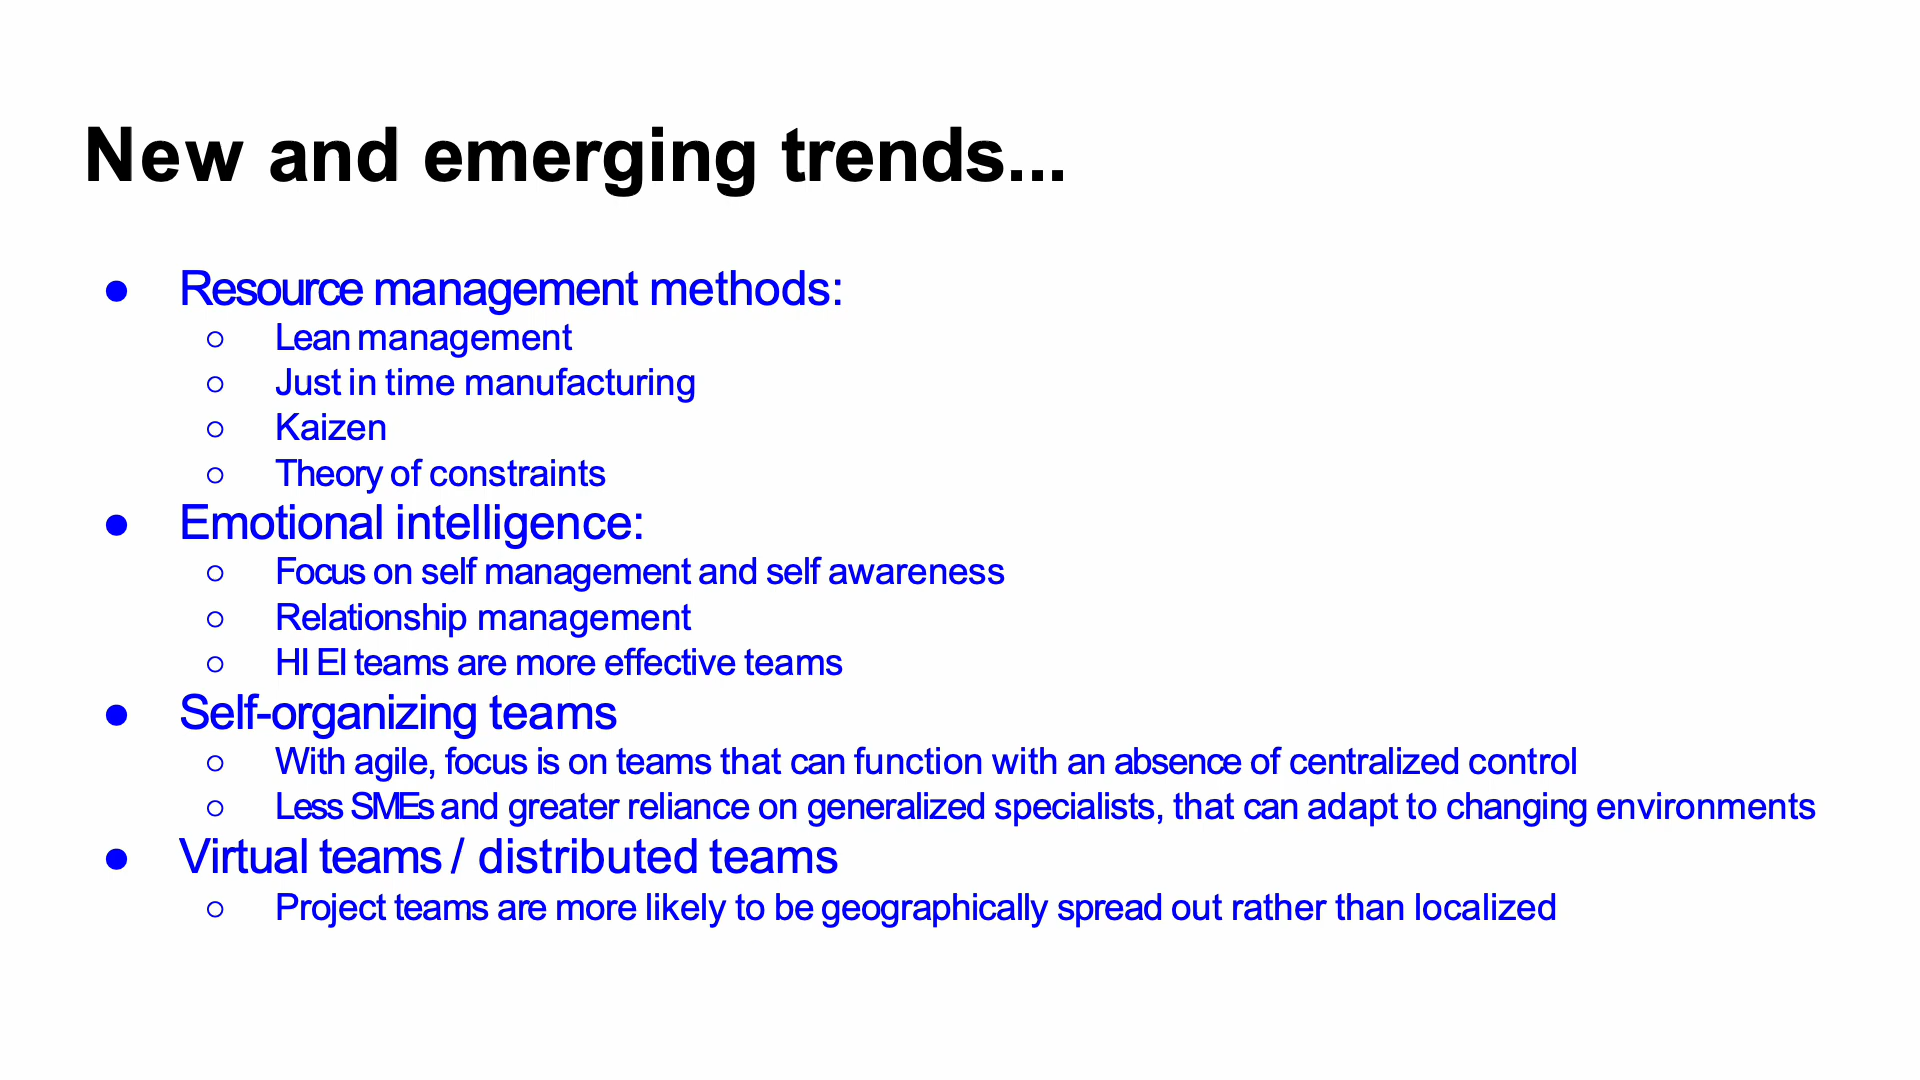 New and emerging trends...
● Resource management methods:
○ Lean management
○ Just in time manufacturing
○ Kaizen
○ Theory of constraints
● Emotional intelligence:
○ Focus on self management and self awareness
○ Relationship management
○ HI EI teams are more effective teams
● Self-organizing teams
○ With agile, focus is on teams that can function with an absence of centralized control
○ Less SMEs and greater reliance on generalized specialists, that can adapt to changing environments
● Virtual teams / distributed teams
○ Project teams are more likely to be geographically spread out rather than localized